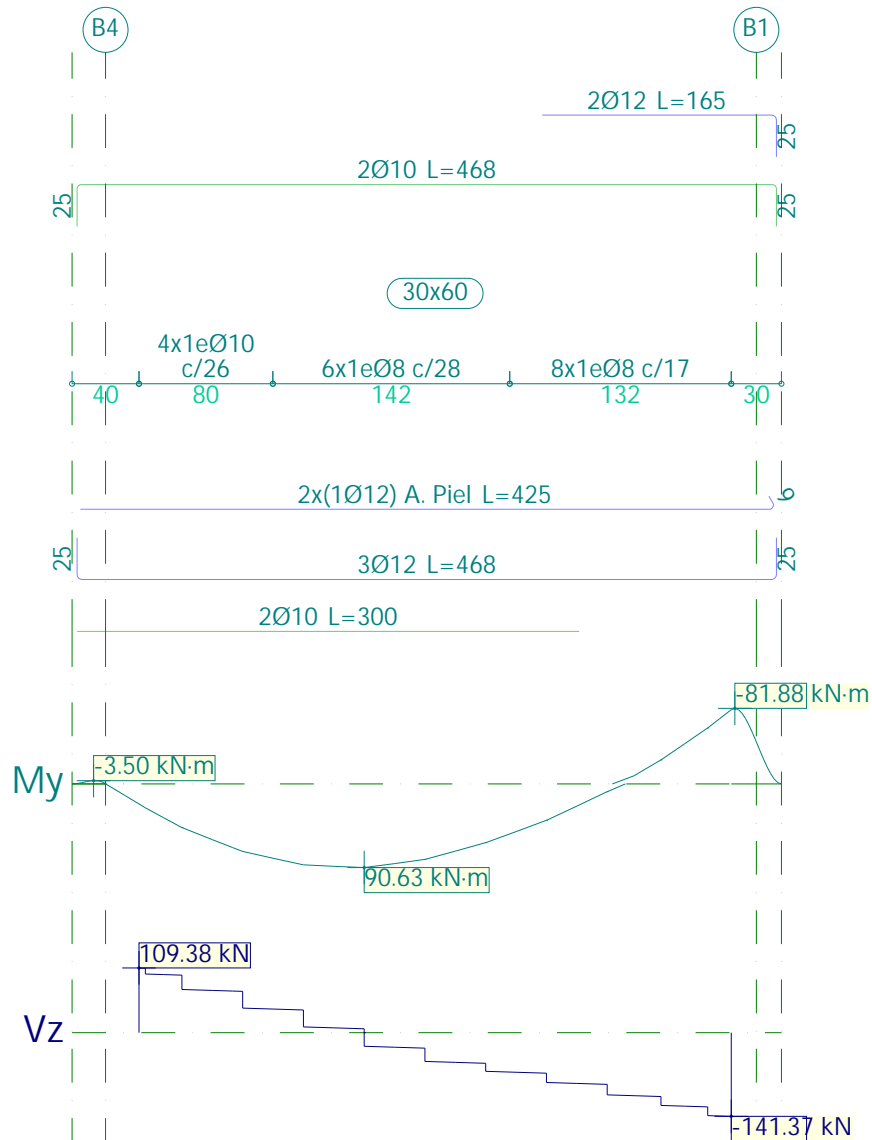 B4
B1
2Ø12 L=165
25
2Ø10 L=468
25
25
30x60
4x1eØ10
c/26
6x1eØ8 c/28
8x1eØ8 c/17
40
80
142
132
30
2x(1Ø12) A. Piel L=425
6
25
3Ø12 L=468
25
2Ø10 L=300
-81.88 kN·m
-3.50 kN·m
My
90.63 kN·m
109.38 kN
Vz
-141.37 kN